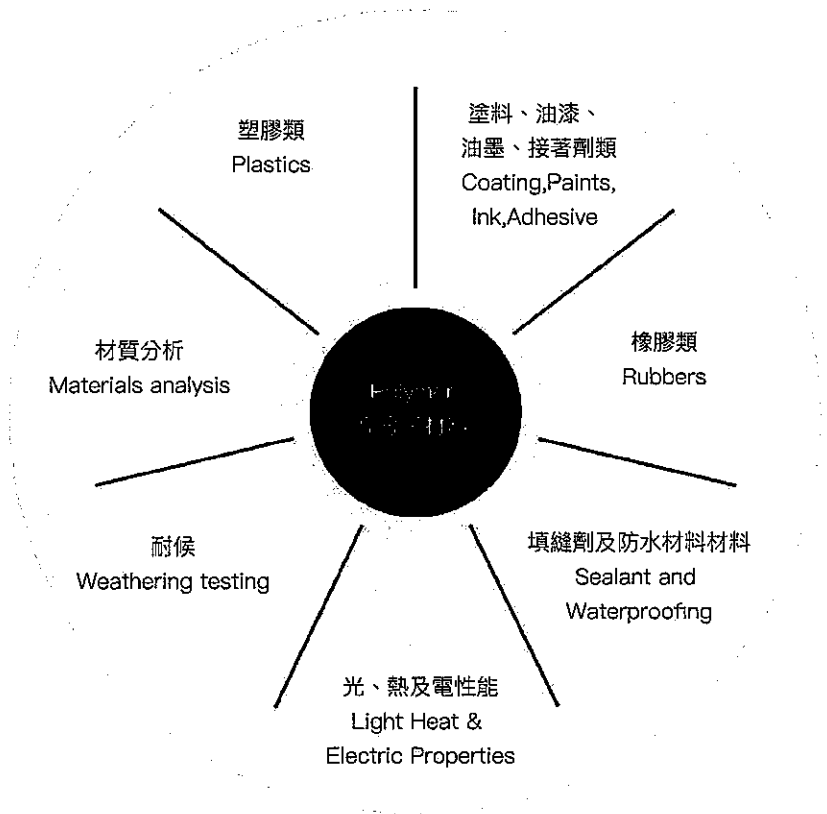 塑膠類
Plastics
塗料、油漆、
油墨、接著劑類
Coating,Paints,
Ink,Adhesive
橡膠類
Rubbers
填縫劑及防水材料材料
Sealant and
Waterproofing
光、熱及電性能
Light Heat &
Electric Properties
耐候
Weathering testing
材質分析
Materials analysis
Polymer